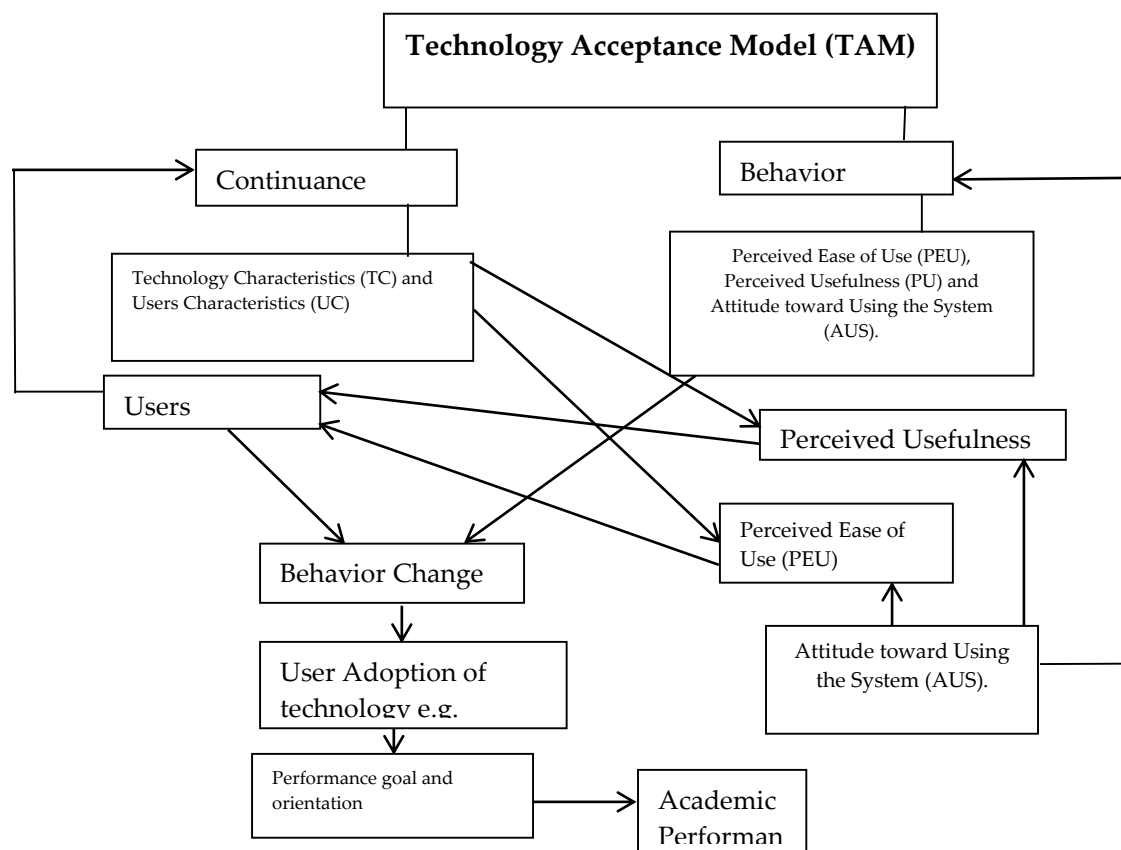 Technology Acceptance Model (TAM)
Continuance
Behavior
Technology Characteristics (TC) and
Users Characteristics (UC)
Perceived Ease of Use (PEU),
Perceived Usefulness (PU) and
Attitude toward Using the System
(AUS).
Users
Perceived Usefulness
Perceived Ease of
Use (PEU)
Behavior Change
Attitude toward Using
the System (AUS).
User Adoption of
technology e.g.
Performance goal and
orientation
Academic
Performan